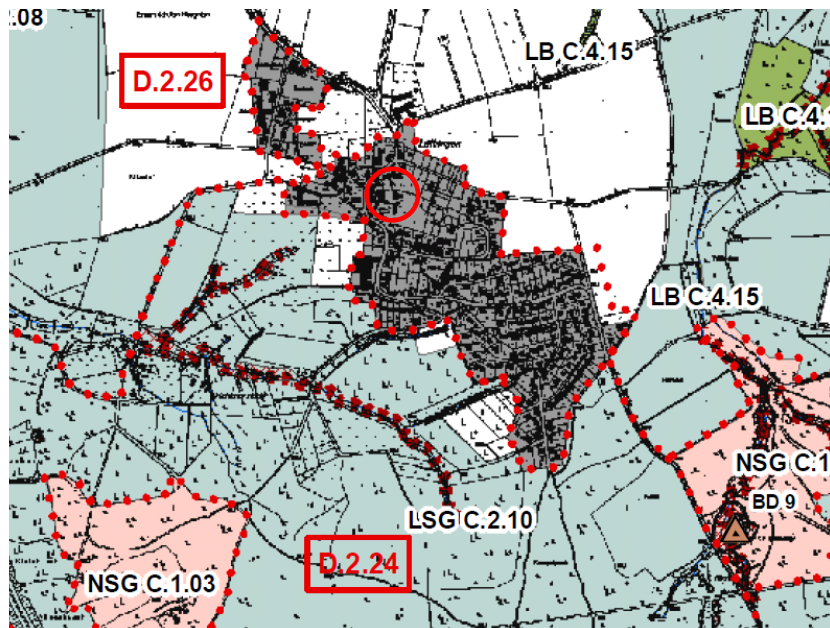 .08
D.2.26
LB C.4.15
LB C.4.1
LB C.4.15
NSG C.1
BD 9
LSG C.2.10
D.2.24
NSG C.1.03